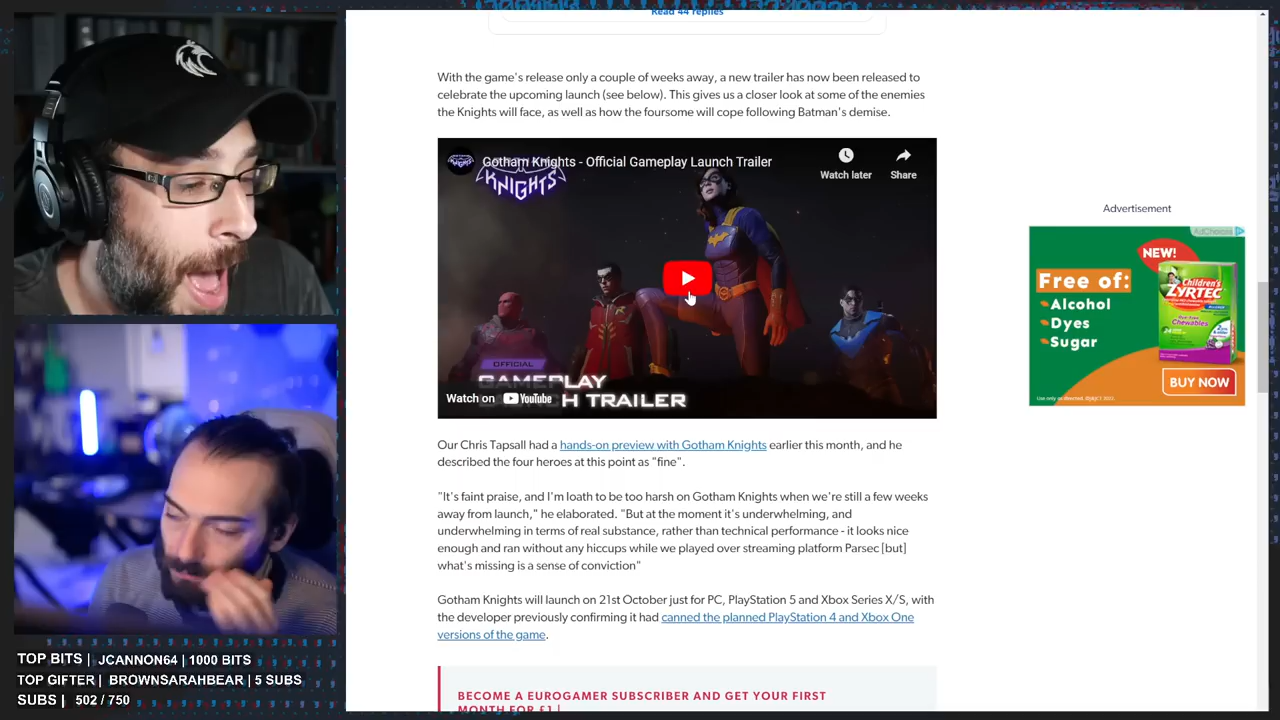 Read 44 replies
With the game's release only a couple of weeks away, a new trailer has now been released to
celebrate the upcoming launch (see below). This gives us a closer look at some of the enemies
the Knights will face, as well as how the foursome will cope following Batman's demise.
Gotham Knights - Official Gameplay Launch Trailer
Watch later
Share
KNIGHTS
OFFICIAL
GAMEPLAY
H TRAILER
Watch on YouTube
Advertisement
AdChoices
NEW!
Free of:
Alcohol
Dyes
Sugar
Children's
ZYRTEC
Chewables
BUY NOW
Our Chris Tapsall had a hands-on preview with Gotham Knights earlier this month, and he
described the four heroes at this point as "fine".
"It's faint praise, and I'm loath to be too harsh on Gotham Knights when we're still a few weeks
away from launch," he elaborated. "But at the moment it's underwhelming, and
underwhelming in terms of real substance, rather than technical performance - it looks nice
enough and ran without any hiccups while we played over streaming platform Parsec [but]
what's missing is a sense of conviction"
Gotham Knights will launch on 21st October just for PC, PlayStation 5 and Xbox Series X/S, with
the developer previously confirming it had canned the planned PlayStation 4 and Xbox One
versions of the game.
BECOME A EUROGAMER SUBSCRIBER AND GET YOUR FIRST
MONTH FOR £1
TOP BITS | JCANNON64 | 1000 BITS
TOP GIFTER | BROWNSARAHBEAR | 5 SUBS
SUBS | 502 / 750